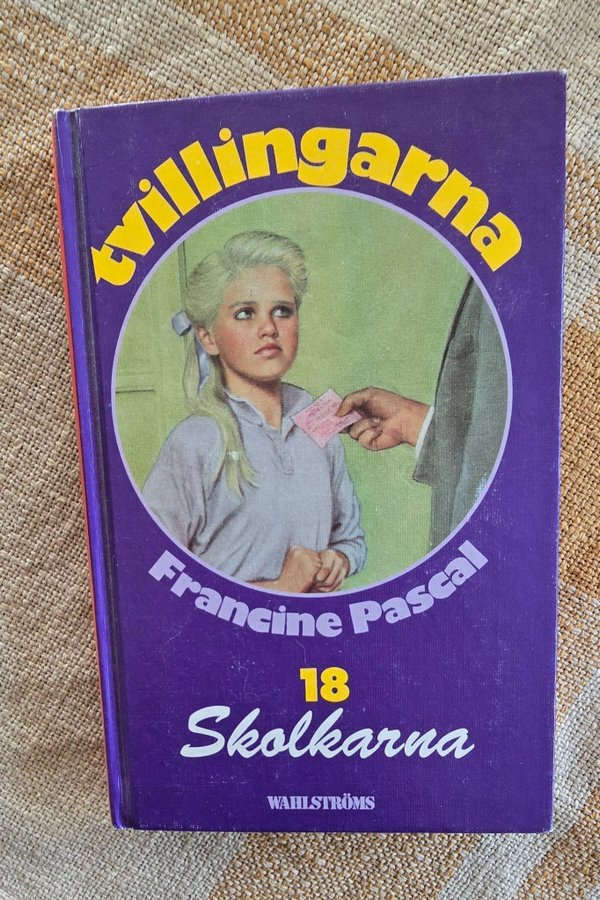 tvillingarna
Francine Pascal
18
Skolkarna
WAHLSTRÖMS